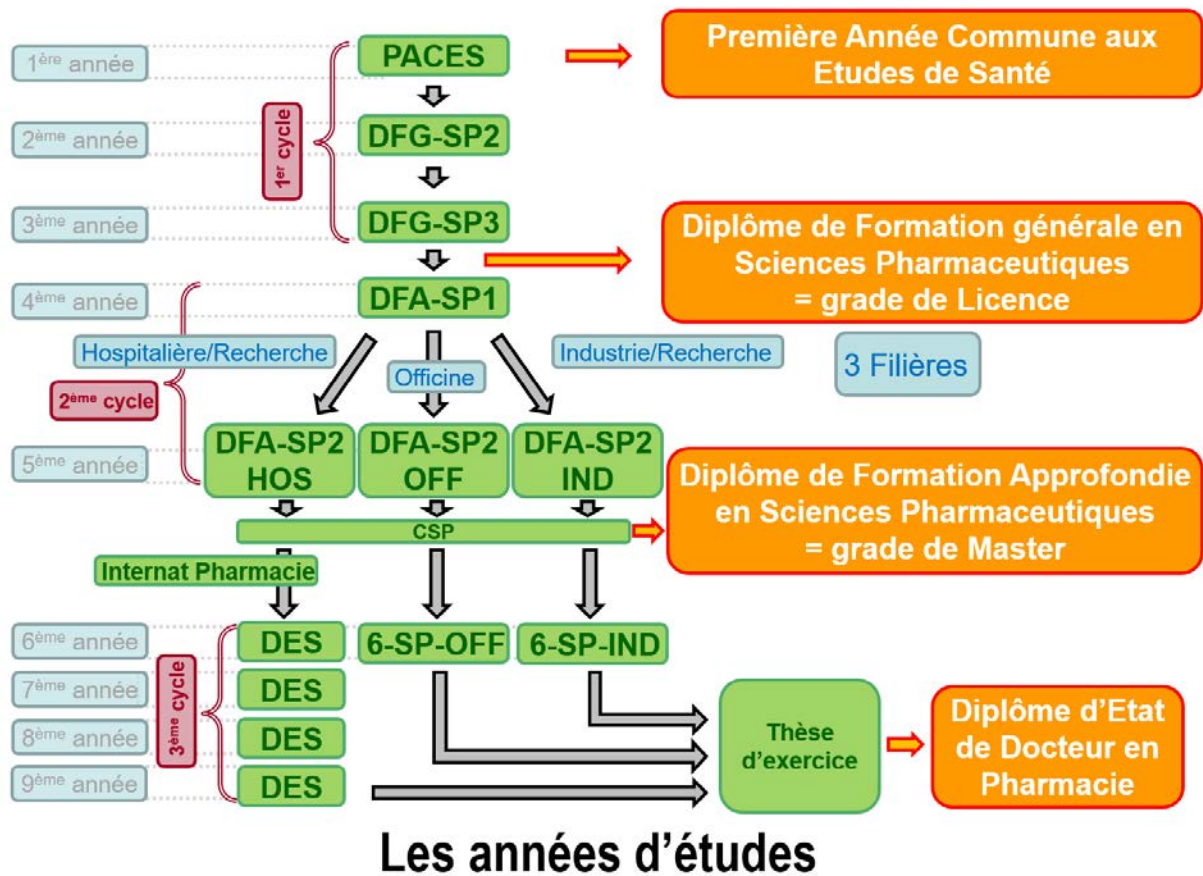 1ère année
PACES
Première Année Commune aux
Etudes de Santé
2ème année
1er cycle
DFG-SP2
3ème année
DFG-SP3
Diplôme de Formation générale en
Sciences Pharmaceutiques
= grade de Licence
4ème année
DFA-SP1
Hospitalière/Recherche
Officine
Industrie/Recherche
3 Filières
2ème cycle
5ème année
DFA-SP2
HOS
DFA-SP2
OFF
DFA-SP2
IND
Diplôme de Formation Approfondie
en Sciences Pharmaceutiques
= grade de Master
CSP
Internat Pharmacie
6ème année
DES
6-SP-OFF
6-SP-IND
3ème cycle
7ème année
DES
8ème année
DES
9ème année
DES
Thèse
d'exercice
Diplôme d'Etat
de Docteur en
Pharmacie
Les années d'études